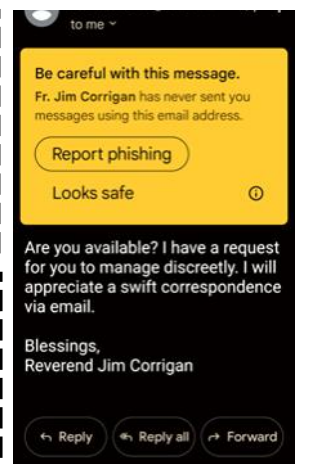 to me
Be careful with this message.
Fr. Jim Corrigan has never sent you
messages using this email address.
Report phishing
Looks safe
Are you available? I have a request
for you to manage discreetly. I will
appreciate a swift correspondence
via email.
Blessings,
Reverend Jim Corrigan
Reply
Reply all
Forward